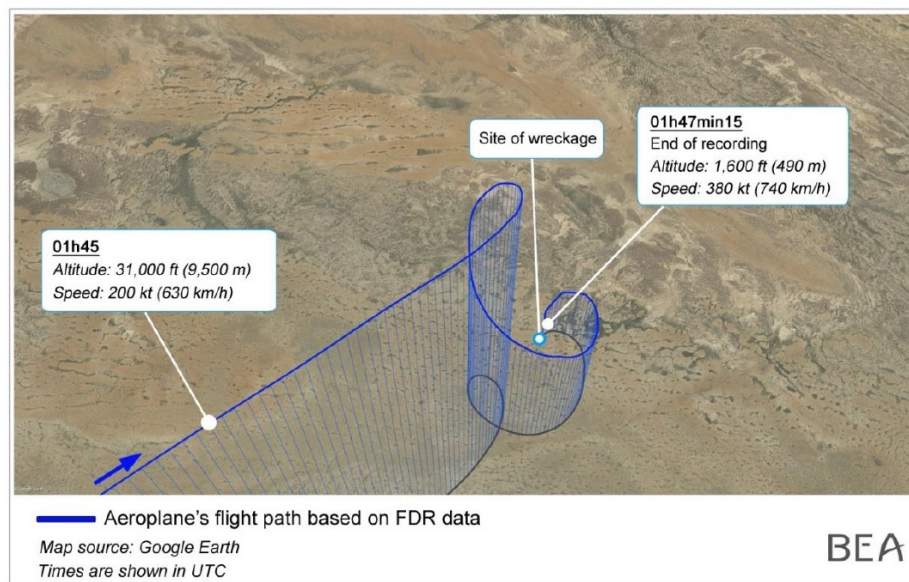 01h47min15
End of recording
Altitude: 1,600 ft (490 m)
Speed: 380 kt (740 km/h)
Site of wreckage
01h45
Altitude: 31,000 ft (9,500 m)
Speed: 200 kt (630 km/h)
Aeroplane's flight path based on FDR data
Map source: Google Earth
Times are shown in UTC
BEA